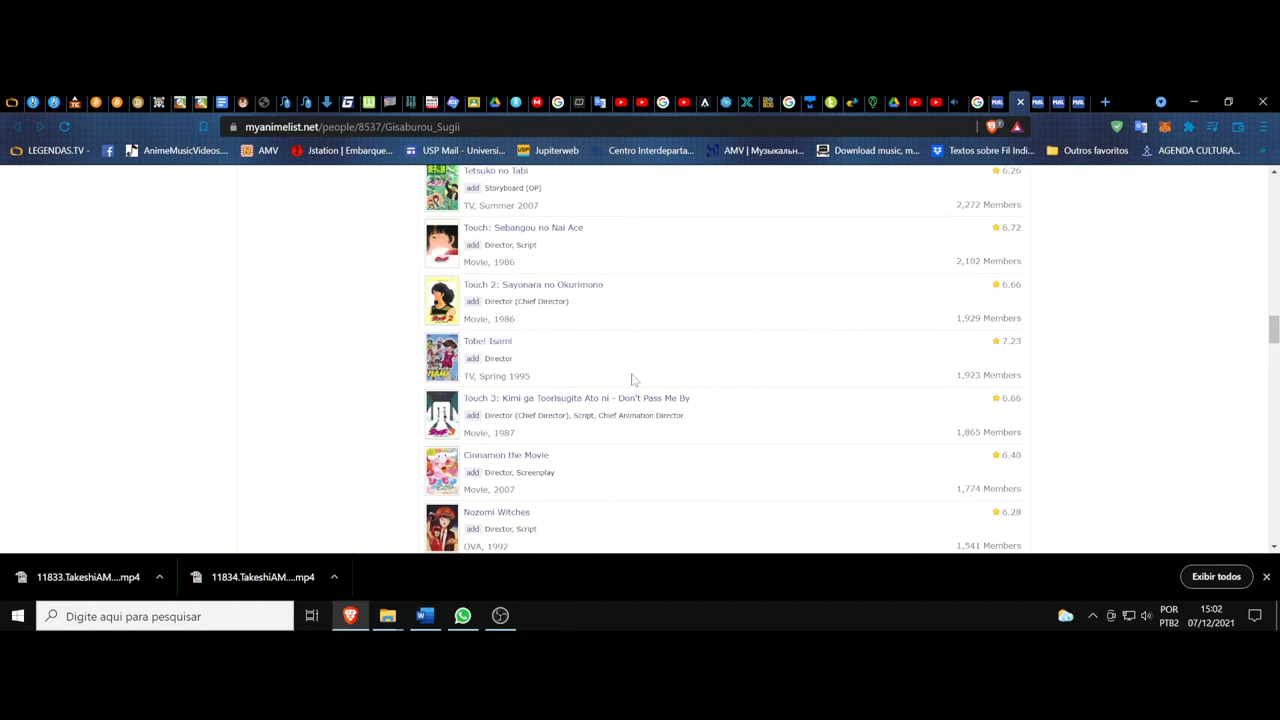 myanimelist.net/people/8537/Gisaburou_Sugii
LEGENDAS.TV -
AnimeMusicVideos....
AMV
Jstation | Embarque...
USP Mail - Universi...
Jupiterweb
Centro Interdeparta...
AMV | Музыкальн...
Download music, m...
Textos sobre Fil Indi...
Outros favoritos
AGENDA CULTURA...
Tetsuko no Tabi
6.26
add Storyboard (OP)
TV, Summer 2007
2,272 Members
Touch: Sebangou no Nai Ace
6.72
add Director, Script
Movie, 1986
2,102 Members
Touch 2: Sayonara no Okurimono
6.66
add Director (Chief Director)
Movie, 1986
1,929 Members
Tobe! Isami
7.23
add Director
TV, Spring 1995
1,923 Members
Touch 3: Kimi ga Toorisugita Ato ni - Don't Pass Me By
6.66
add Director (Chief Director), Script, Chief Animation Director
Movie, 1987
1,865 Members
Cinnamon the Movie
6.40
add Director, Screenplay
Movie, 2007
1,774 Members
Nozomi Witches
6.28
add Director, Script
OVA, 1992
1,541 Members
11833.TakeshiAM....mp4
11834.TakeshiAM....mp4
Exibir todos
Digite aqui para pesquisar
POR
PTB2
15:02
07/12/2021